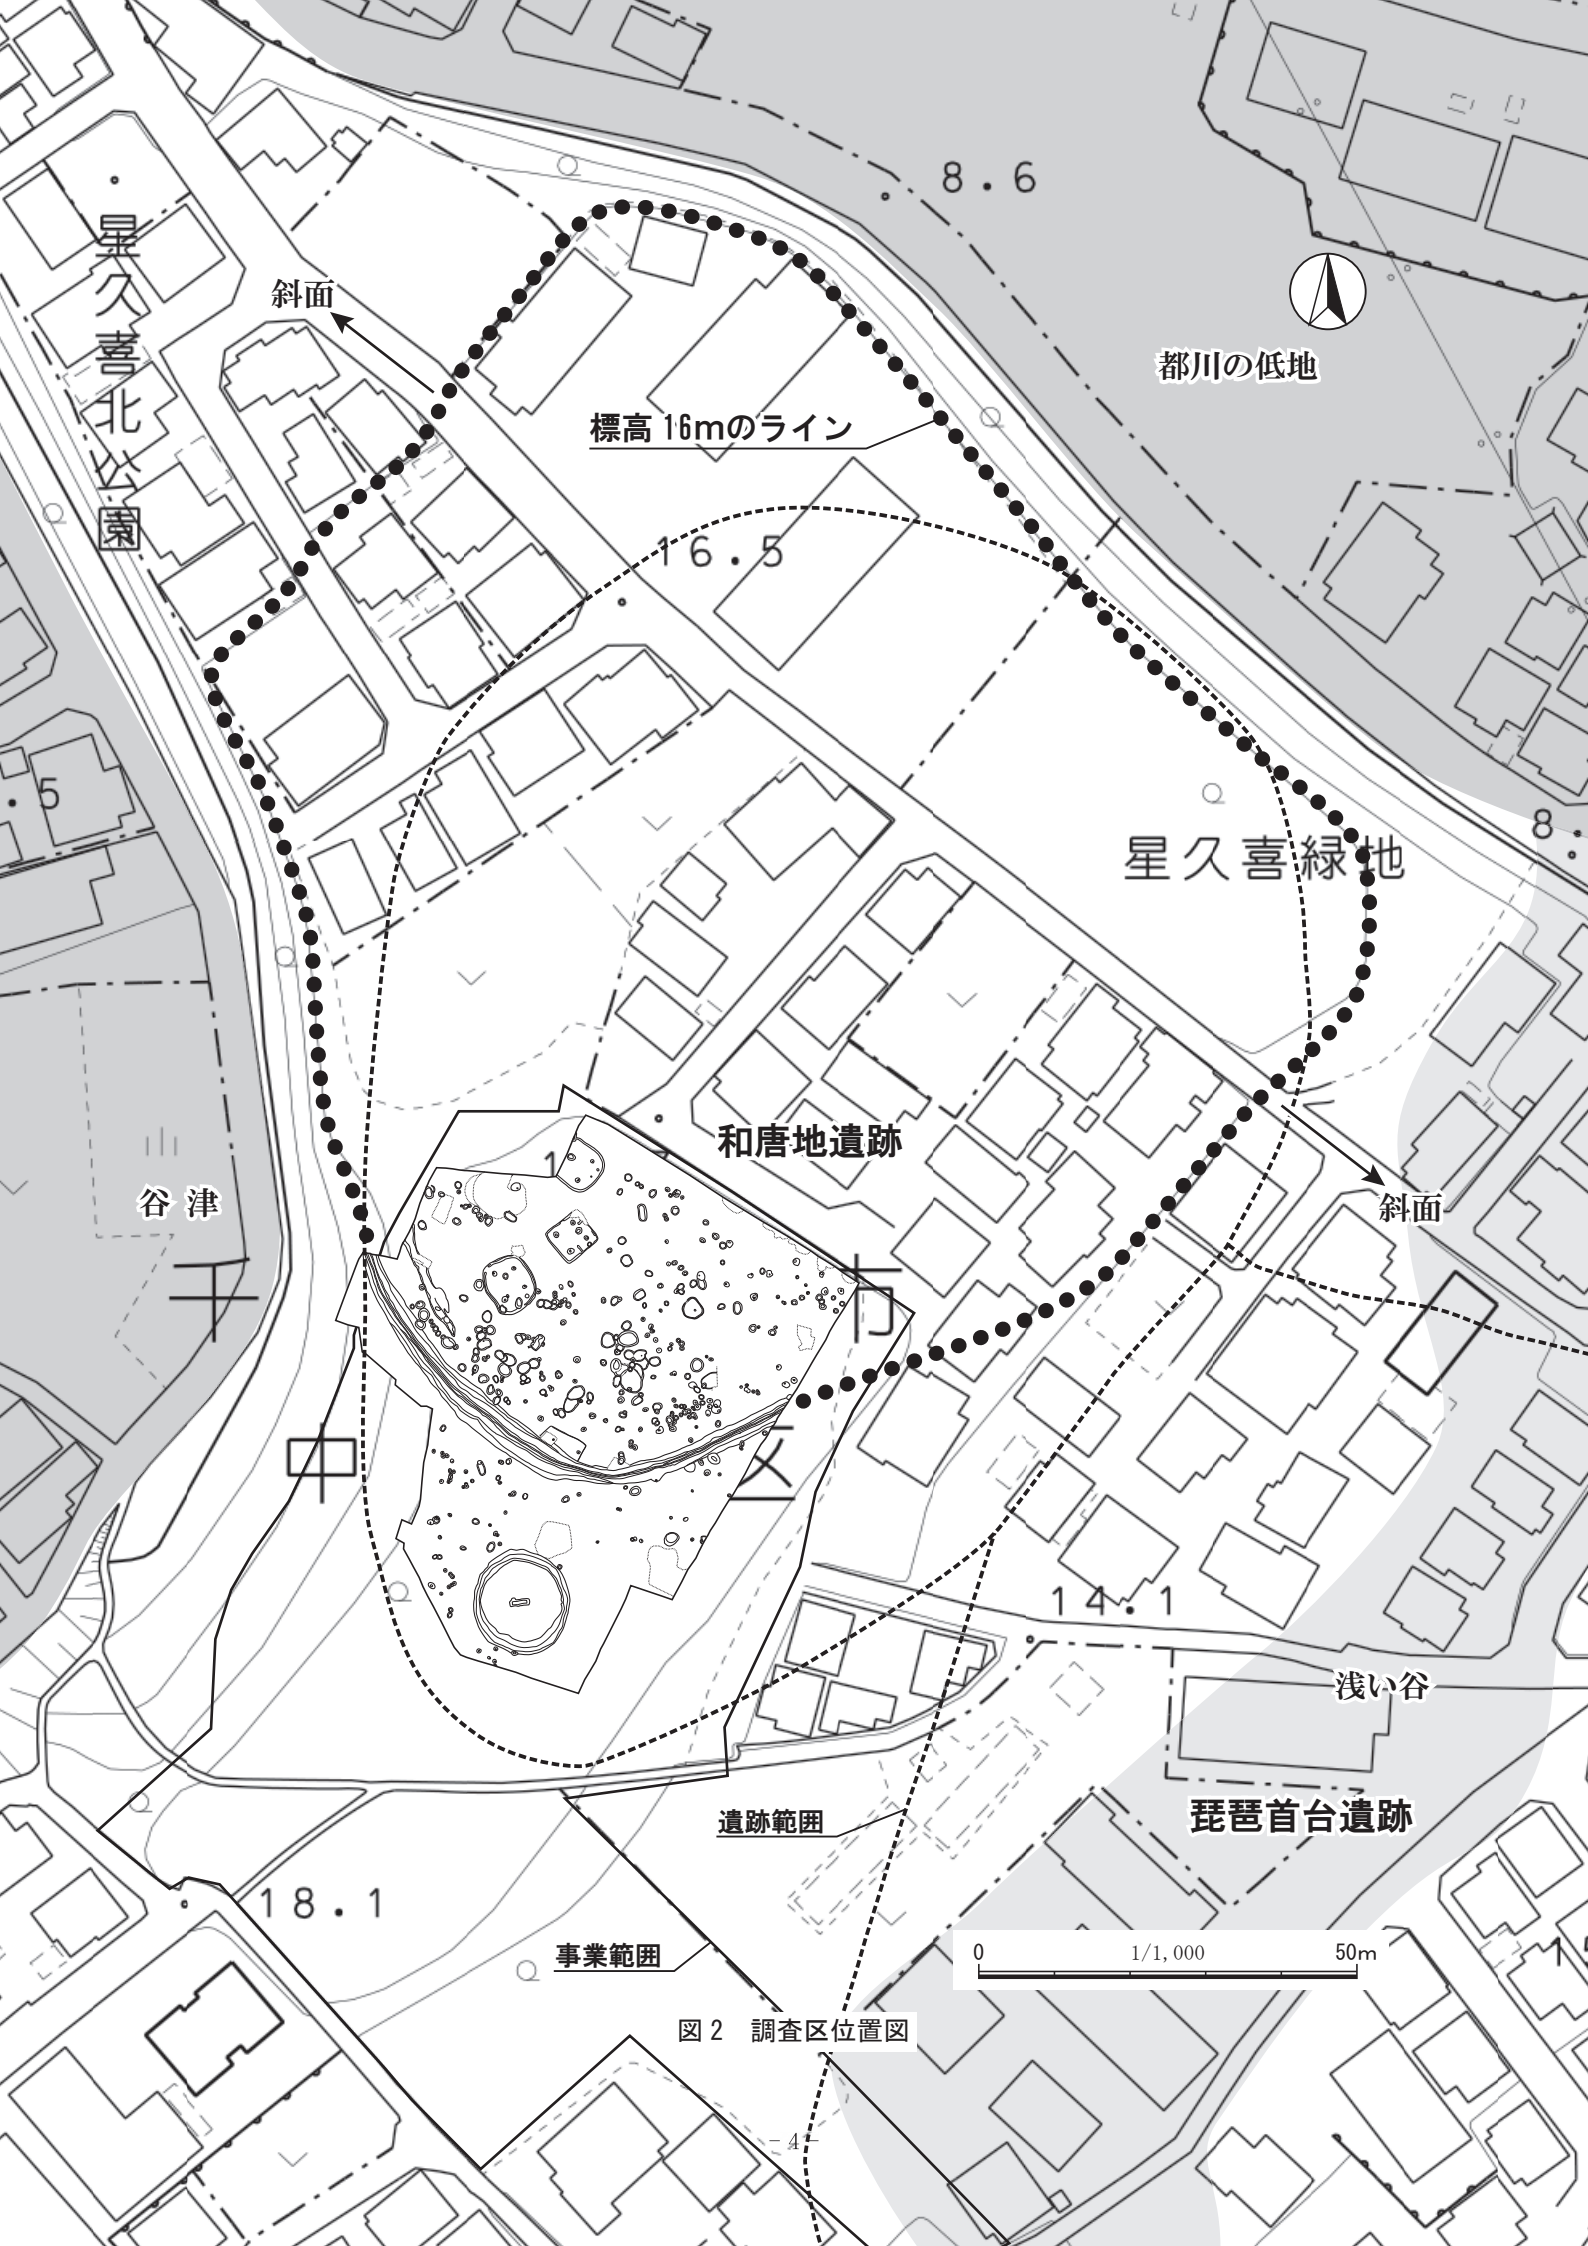 8.6
星久喜北公園
斜面
都川の低地
標高16mのライン
16.5
.5
8.
星久喜緑地
和唐地遺跡
谷津
斜面
千
市
中
14.1
浅い谷
遺跡範囲
琵琶首台遺跡
18.1
事業範囲
0 1/1,000 50m
図2 調査区位置図
－4－